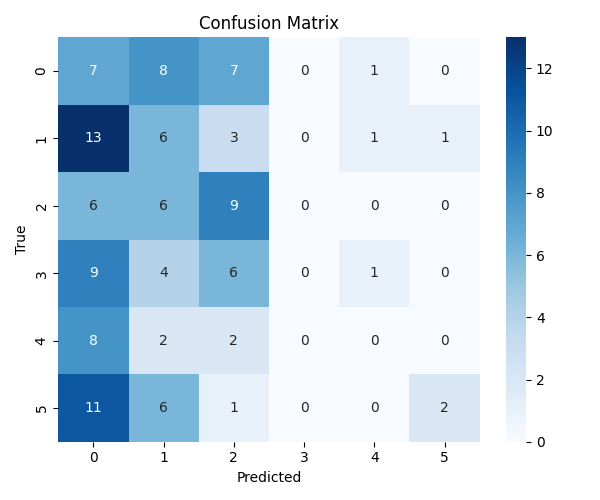 Confusion Matrix
True
0 7 8 7 0 1 0
1 13 6 3 0 1 1
2 6 6 9 0 0 0
3 9 4 6 0 1 0
4 8 2 2 0 0 0
5 11 6 1 0 0 2
0 1 2 3 4 5
Predicted
12
10
8
6
4
2
0